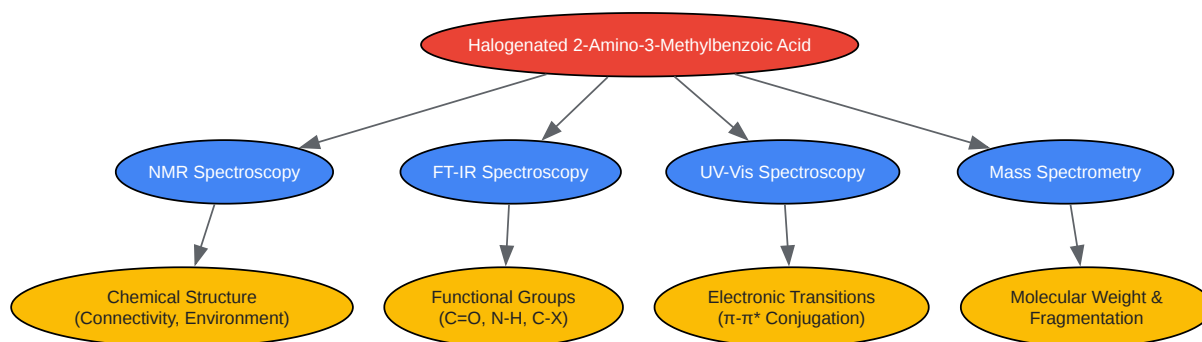 Halogenated 2-Amino-3-Methylbenzoic Acid
NMR Spectroscopy
FT-IR Spectroscopy
UV-Vis Spectroscopy
Mass Spectrometry
Chemical Structure
(Connectivity, Environment)
Functional Groups
(C=O, N-H, C-X)
Electronic Transitions
(π-π* Conjugation)
Molecular Weight &
Fragmentation